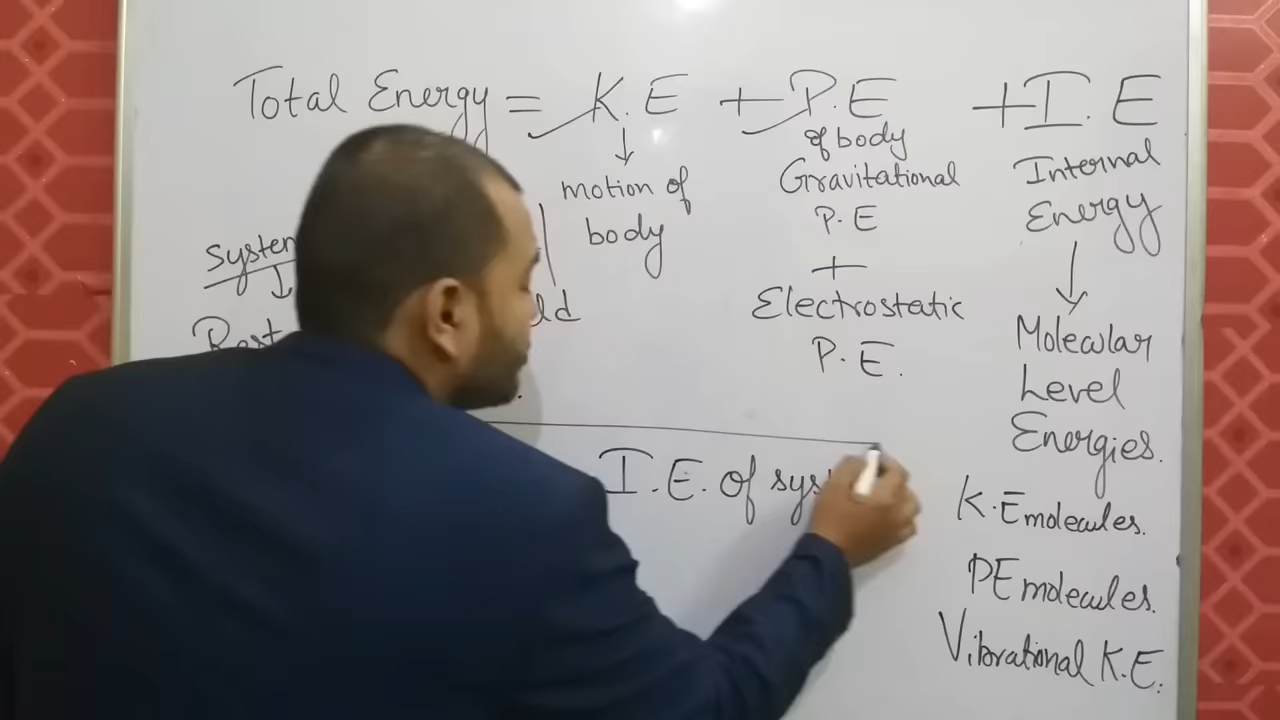 Total Energy = K.E + P.E + I.E
↓
motion of
body
of body
Gravitational
P.E
+
Electrostatic
P.E.
Internal
Energy
↓
Molecular
Level
Energies.
K.E molecules.
PE molecules.
Vibrational K.E.
↓
I.E. of